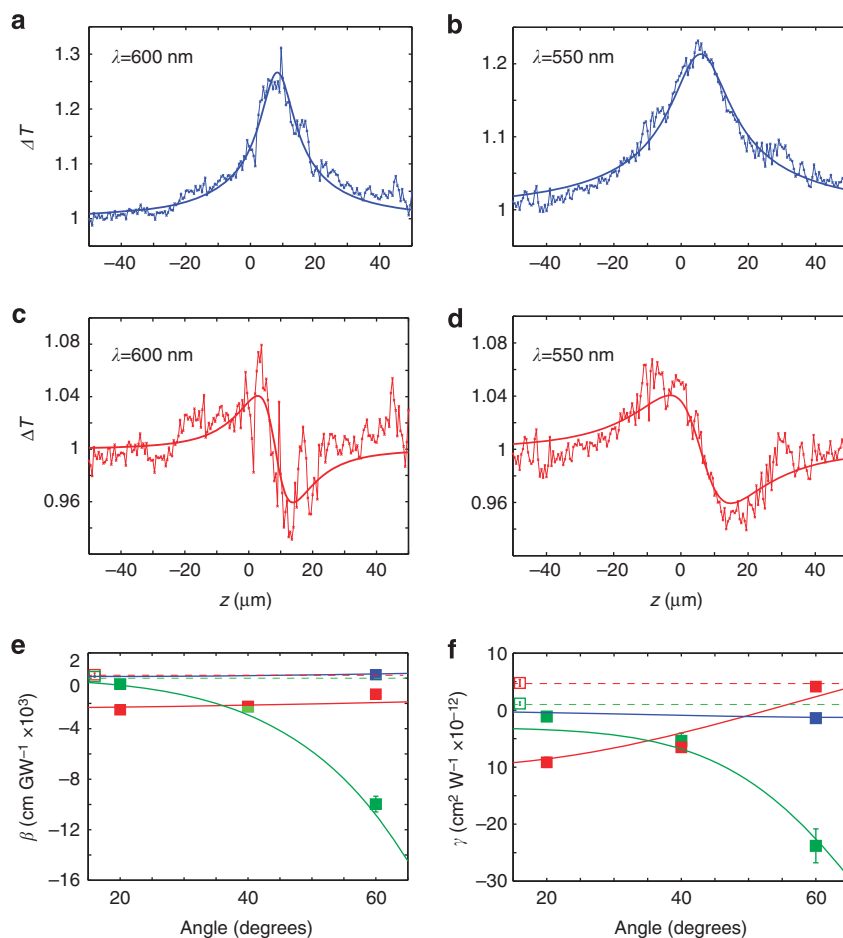 a
b
λ=600 nm
λ=550 nm
1.3
1.2
1.1
1
ΔT
1.2
1.1
1
ΔT
−40 −20 0 20 40
−40 −20 0 20 40
c
d
λ=600 nm
λ=550 nm
1.08
1.04
1
0.96
ΔT
1.08
1.04
1
0.96
ΔT
−40 −20 0 20 40
−40 −20 0 20 40
z (μm)
z (μm)
e
f
2
0
−4
−8
−12
−16
β (cm GW⁻¹ ×10³)
10
0
−10
−20
−30
γ (cm² W⁻¹ ×10⁻¹²)
20 40 60
20 40 60
Angle (degrees)
Angle (degrees)